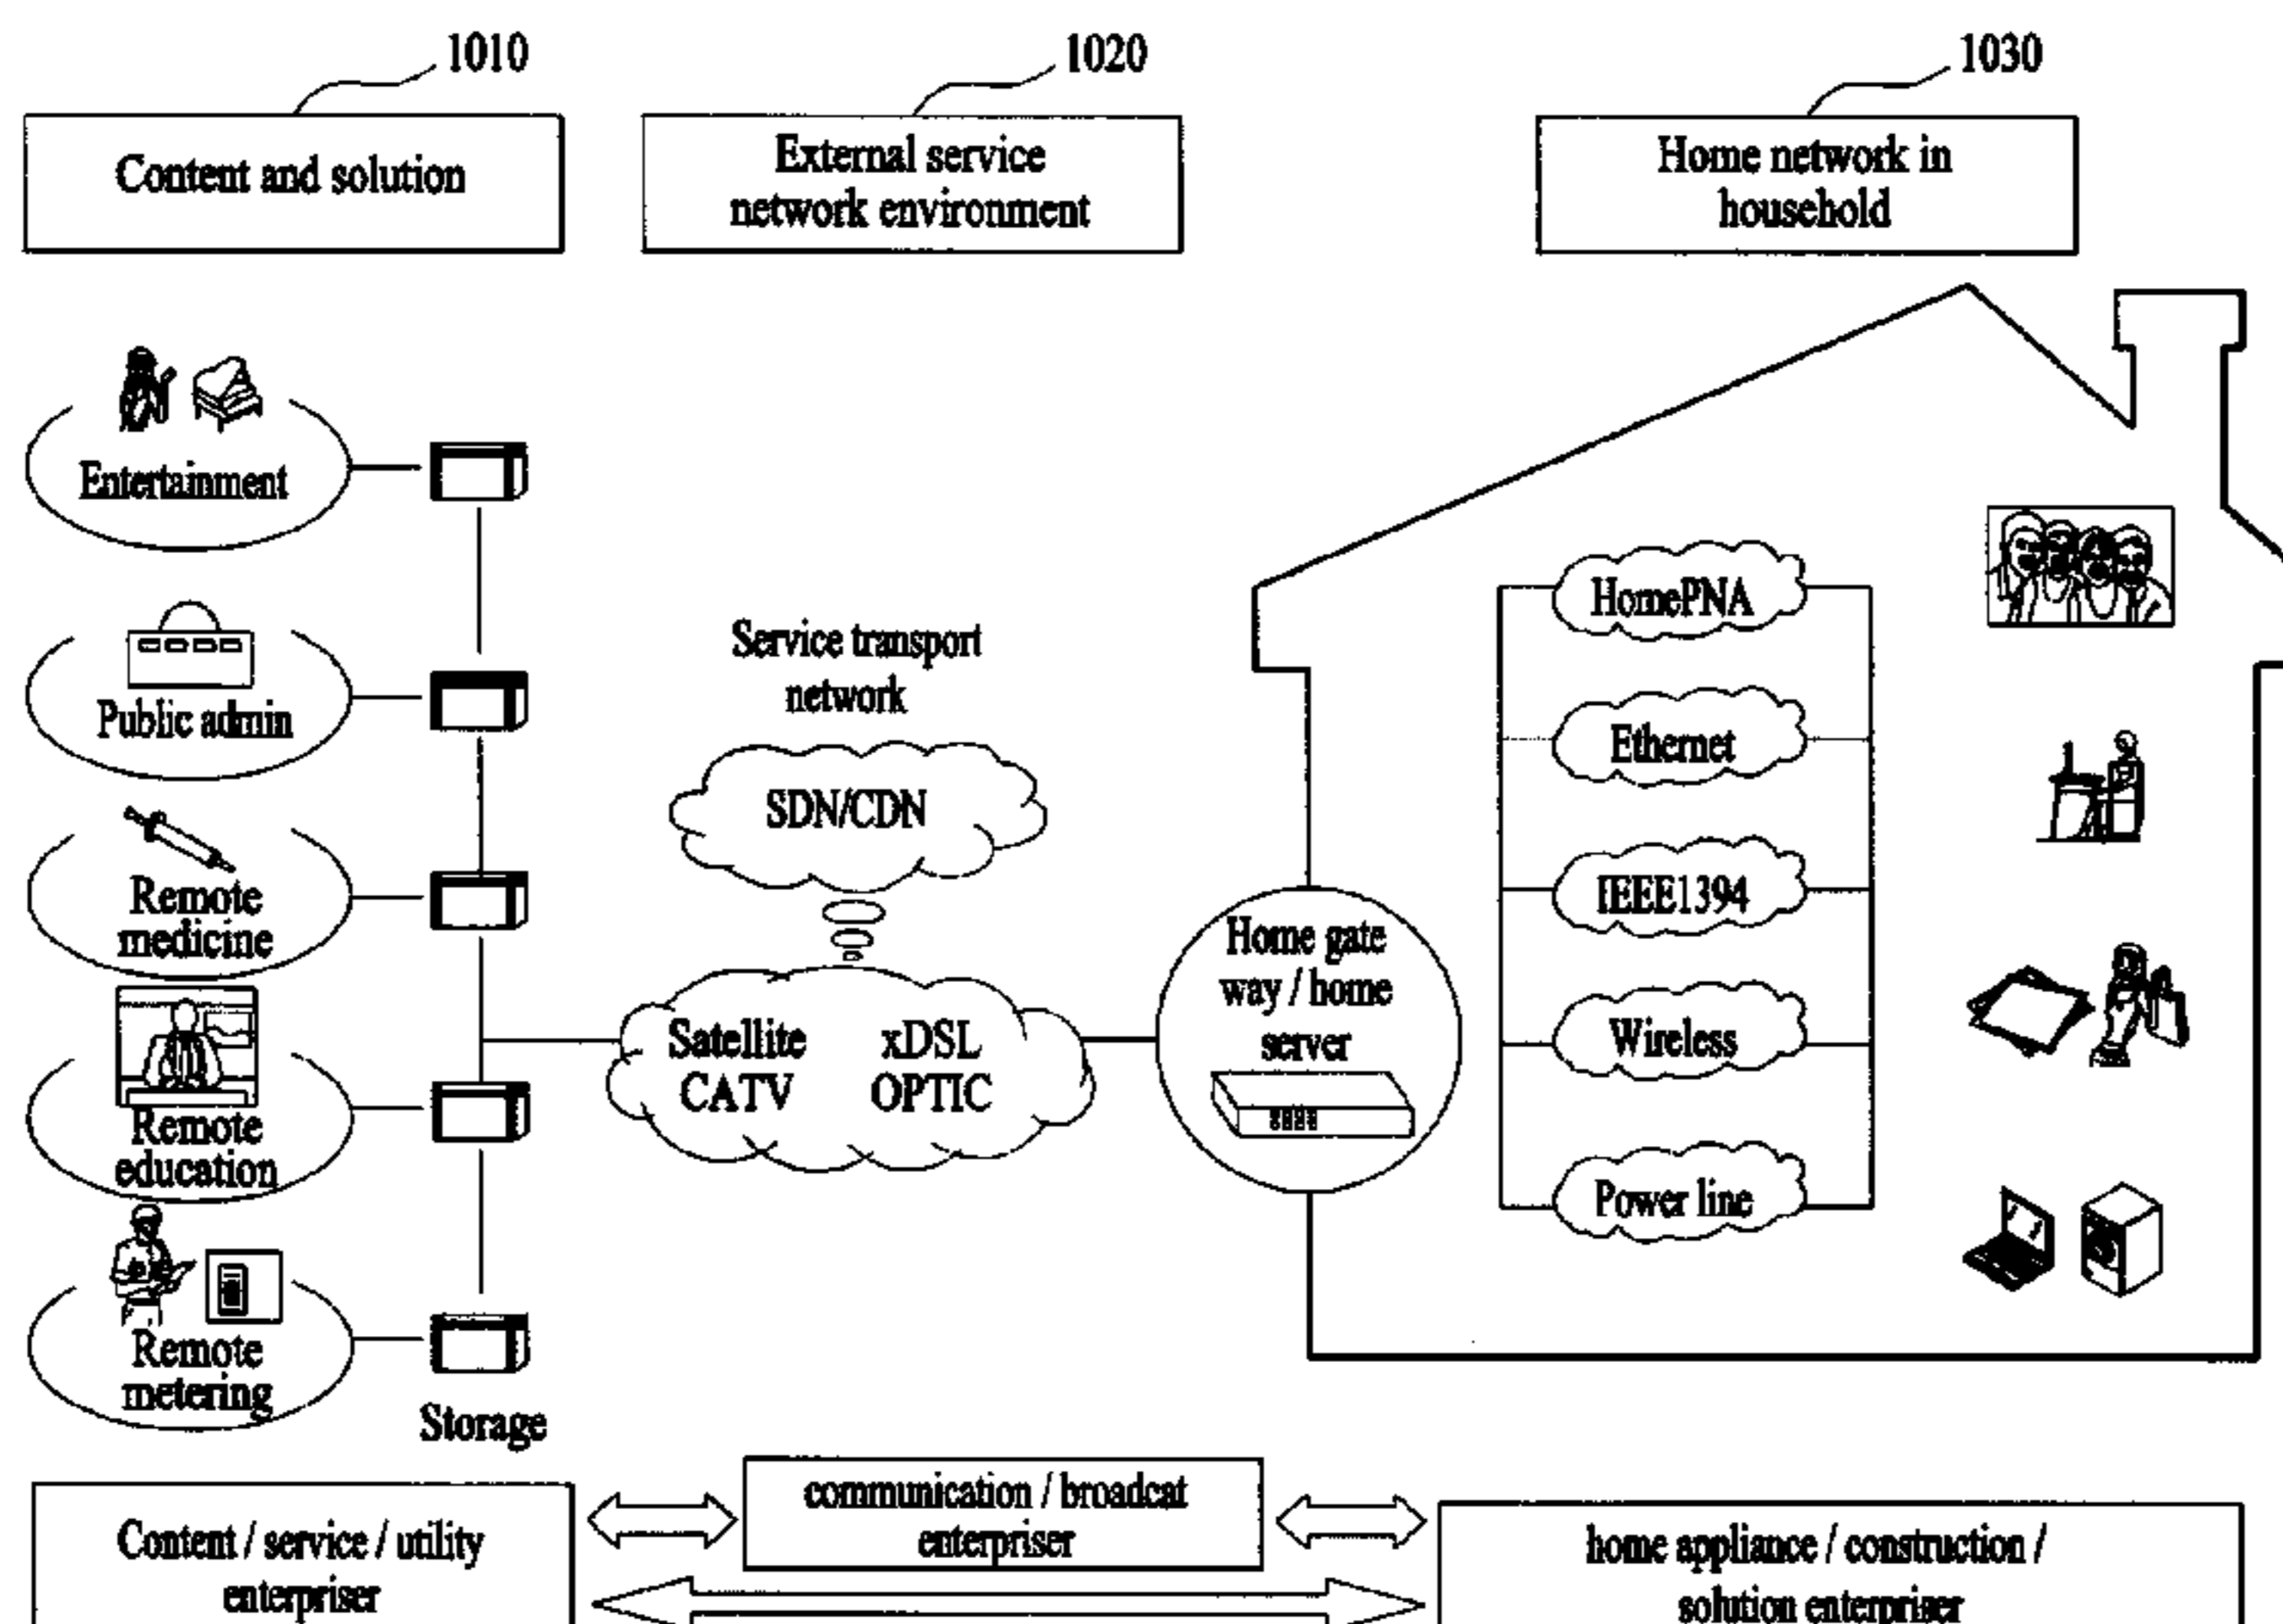 1010
1020
1030
Content and solution
External service
network environment
Home network in
household
Entertainment
Public admin
Remote
medicine
Remote
education
Remote
metering
Storage
Service transport
network
SDN/CDN
Satellite xDSL
CATV OPTIC
Home gate
way / home
server
HomePNA
Ethernet
IEEE1394
Wireless
Power line
Content / service / utility
enterpriser
communication / broadcat
enterpriser
home appliance / construction /
solution enterpriser